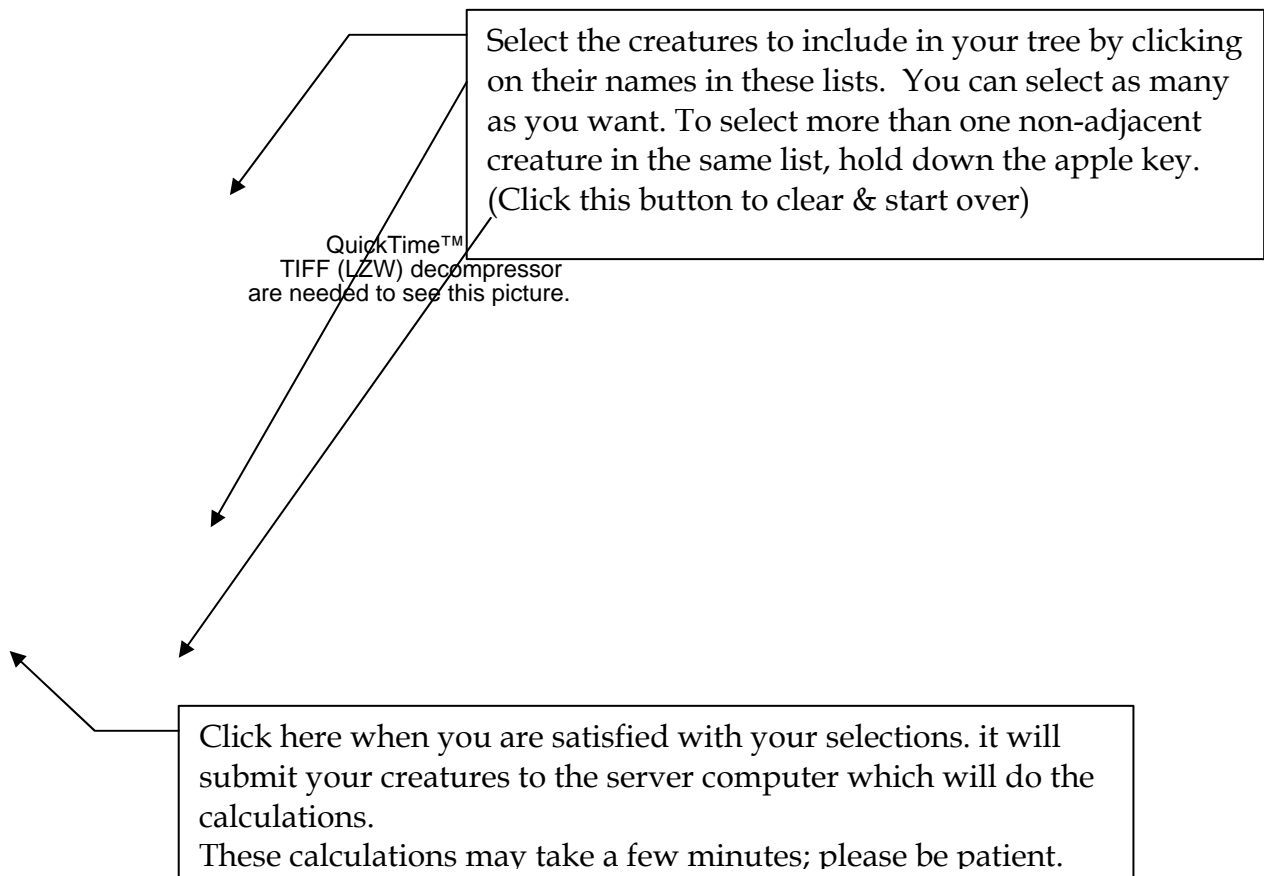 Select the creatures to include in your tree by clicking
on their names in these lists.  You can select as many
as you want. To select more than one non-adjacent
creature in the same list, hold down the apple key.
(Click this button to clear & start over)
QuickTime™
TIFF (LZW) decompressor
are needed to see this picture.
Click here when you are satisfied with your selections. it will
submit your creatures to the server computer which will do the
calculations.
These calculations may take a few minutes; please be patient.